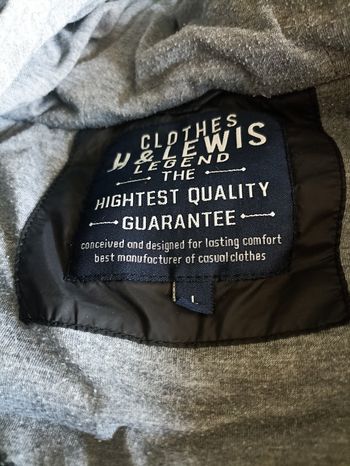 CLOTHES
U & LEWIS
LEGEND
THE
HIGHTEST QUALITY
GUARANTEE
conceived and designed for lasting comfort
best manufacturer of casual clothes
L